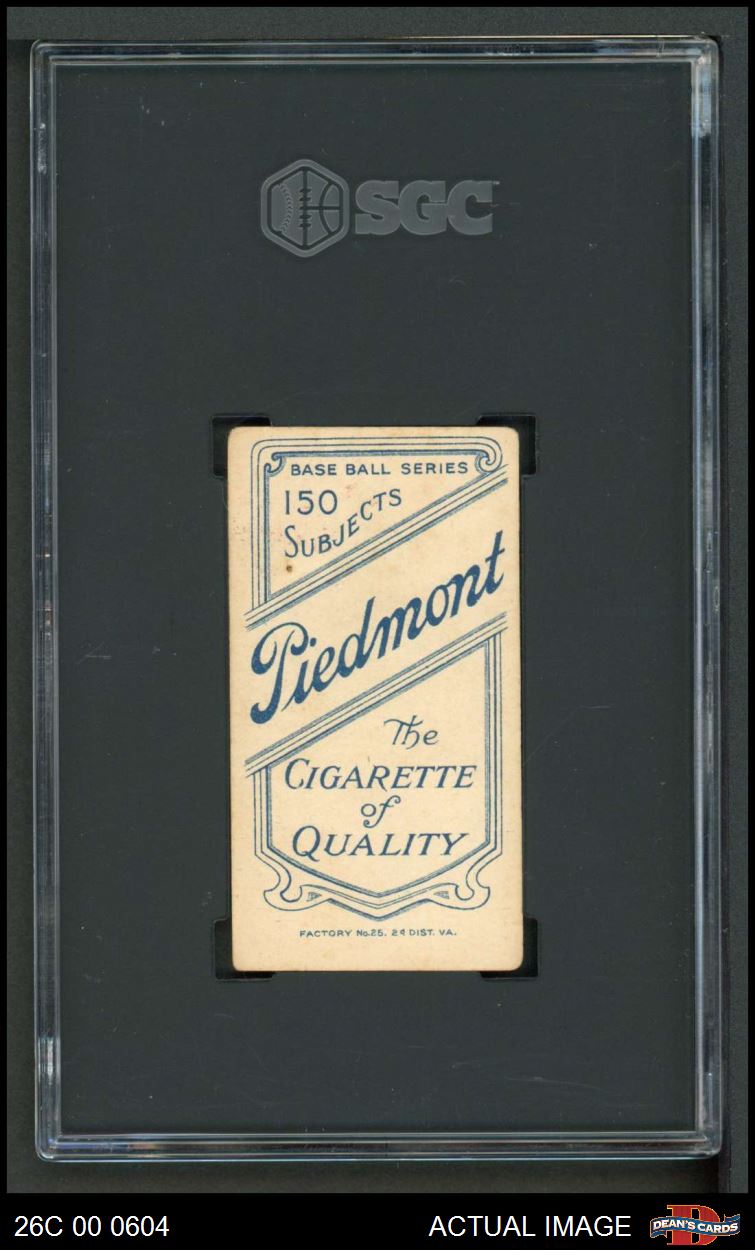 SGC
BASE BALL SERIES
150
SUBJECTS
Piedmont
The
CIGARETTE
of
QUALITY
FACTORY No.25. 2d DIST. VA.
26C 00 0604
ACTUAL IMAGE
DEAN'S CARDS